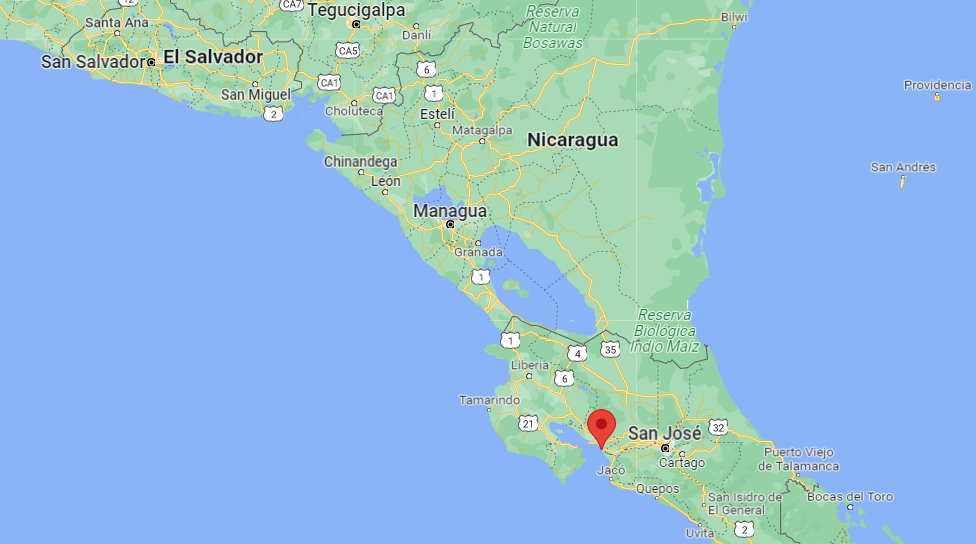 12
CA7
Tegucigalpa
Reserva
Natural
Bosawás
Bilwi
Santa Ana
Danlí
CA5
San Salvador
El Salvador
6
CA1
Providencia
San Miguel
1
CA1
2
Choluteca
Estelí
Matagalpa
Nicaragua
Chinandega
San Andrés
León
Managua
Granada
1
Reserva
Biológica
Indio Maíz
1
4
35
Liberia
6
Tamarindo
21
San José
32
Cartago
Puerto Viejo
de Talamanca
Jacó
Quepos
San Isidro de
El General
Bocas del Toro
2
Uvita